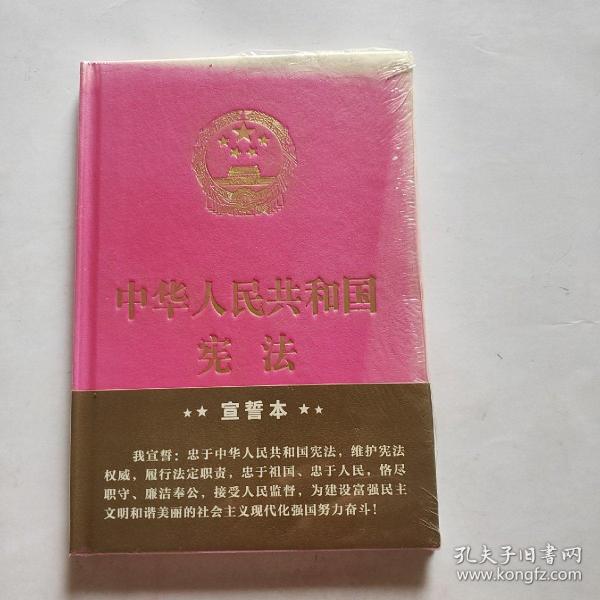 中华人民共和国
宪法
★★ 宣誓本 ★★
我宣誓：忠于中华人民共和国宪法，维护宪法
权威，履行法定职责，忠于祖国、忠于人民，恪尽
职守、廉洁奉公，接受人民监督，为建设富强民主
文明和谐美丽的社会主义现代化强国努力奋斗！
孔夫子旧书网
www.kongfz.com